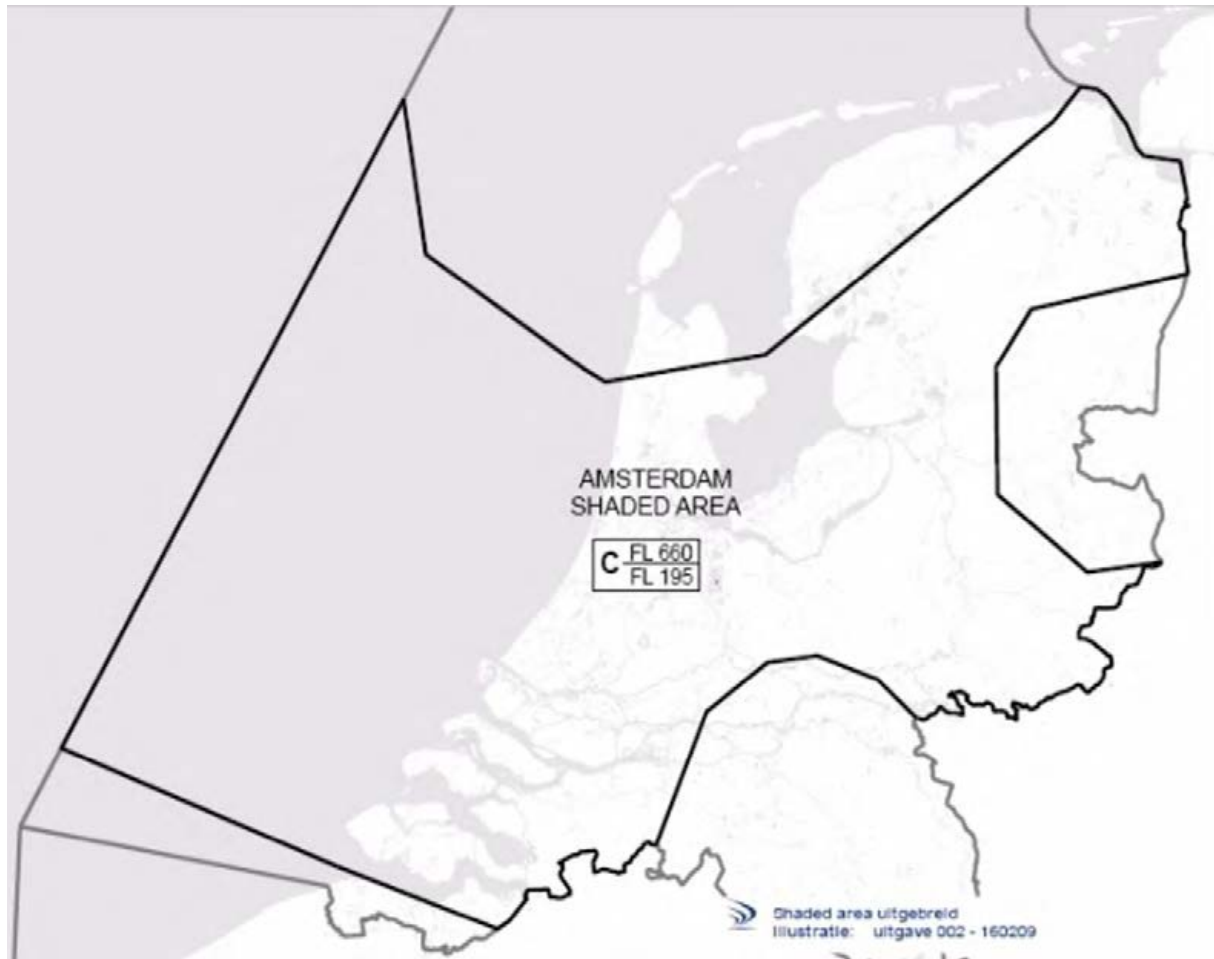 AMSTERDAM
SHADED AREA
C FL 660
FL 195
Shaded area uitgebreid
Illustratie: uitgave 002 - 160209